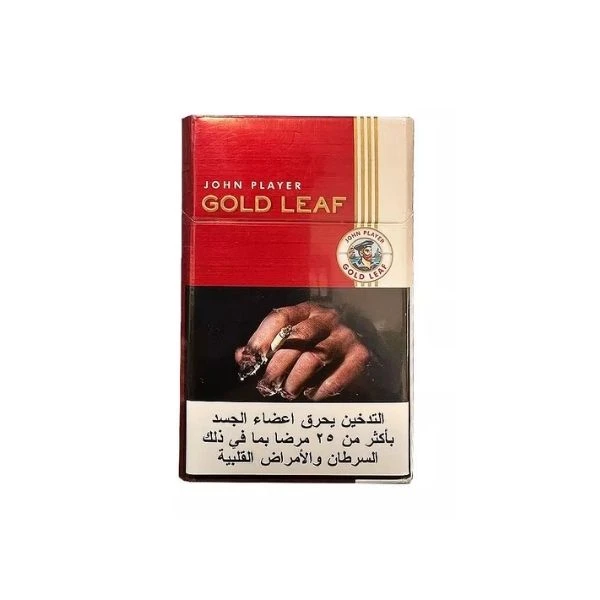 JOHN PLAYER
GOLD LEAF
JOHN PLAYER
GOLD LEAF
التدخين يحرق اعضاء الجسد
بأكثر من ٢٥ مرضا بما في ذلك
السرطان والأمراض القلبية